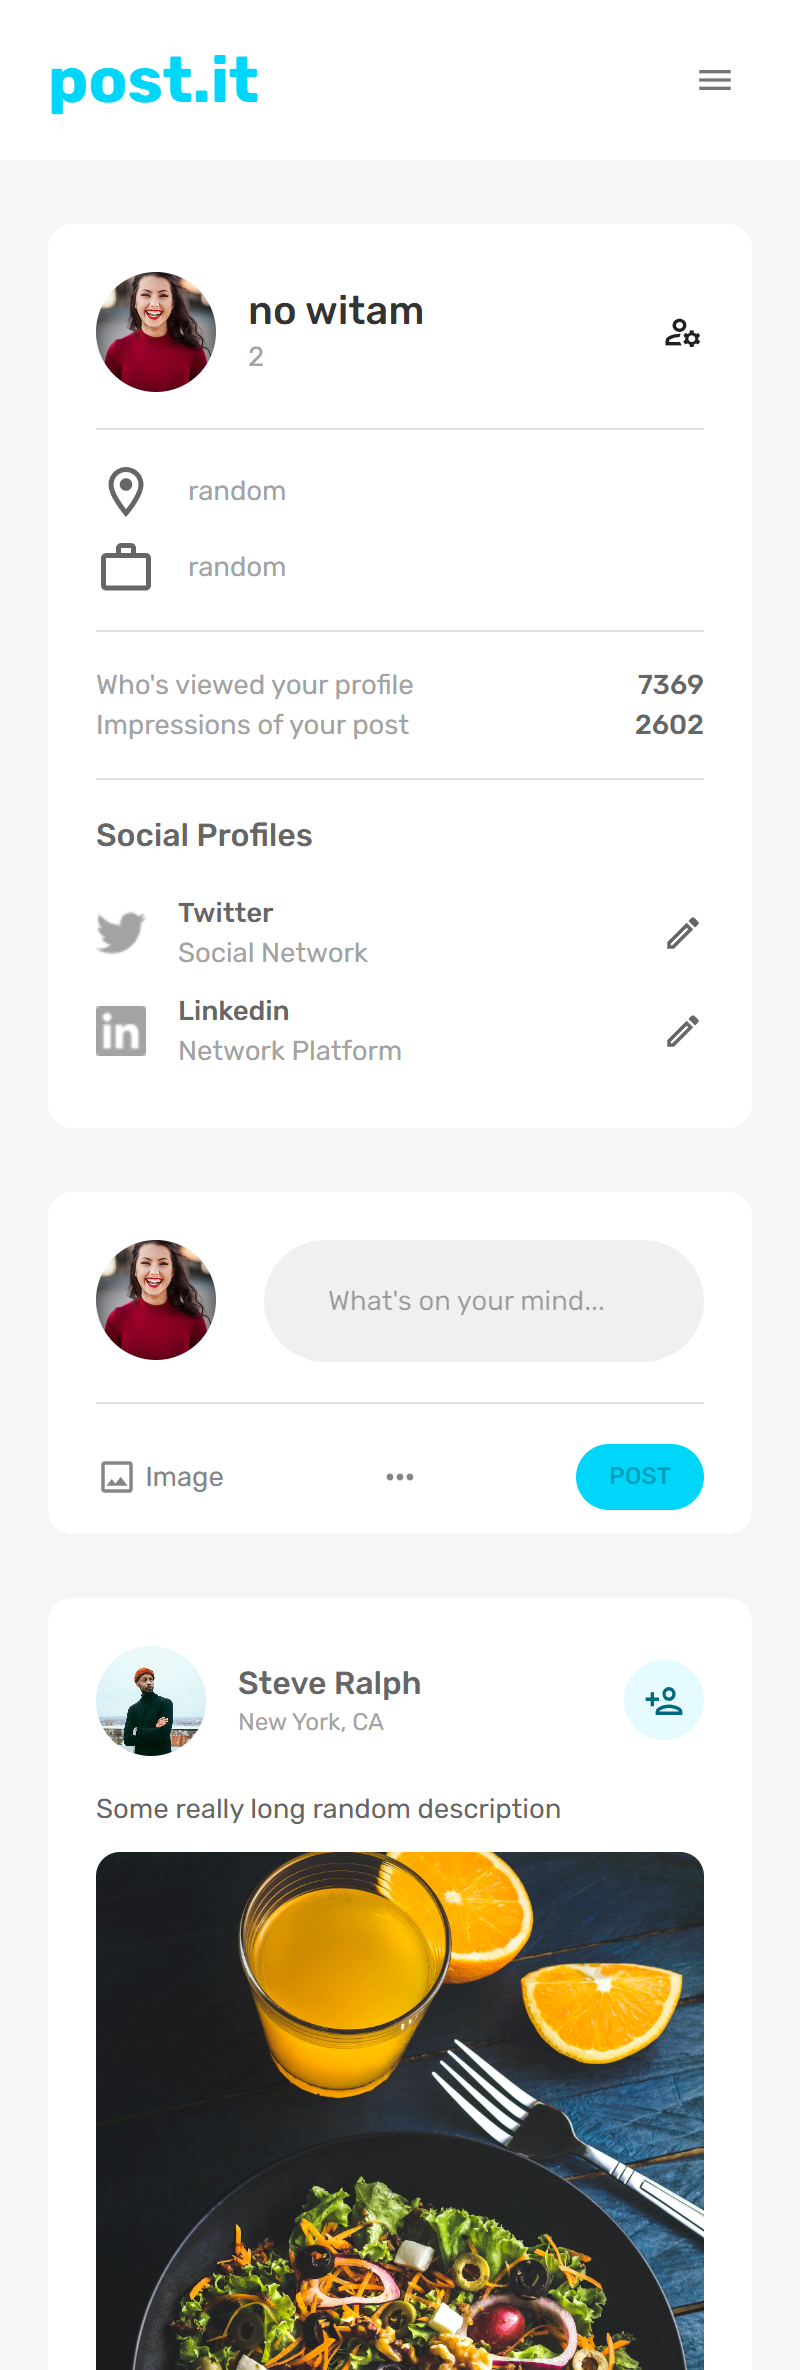 post.it
no witam
2
random
random
Who's viewed your profile 7369
Impressions of your post 2602
Social Profiles
Twitter
Social Network
in
Linkedin
Network Platform
What's on your mind...
Image
POST
Steve Ralph
New York, CA
Some really long random description